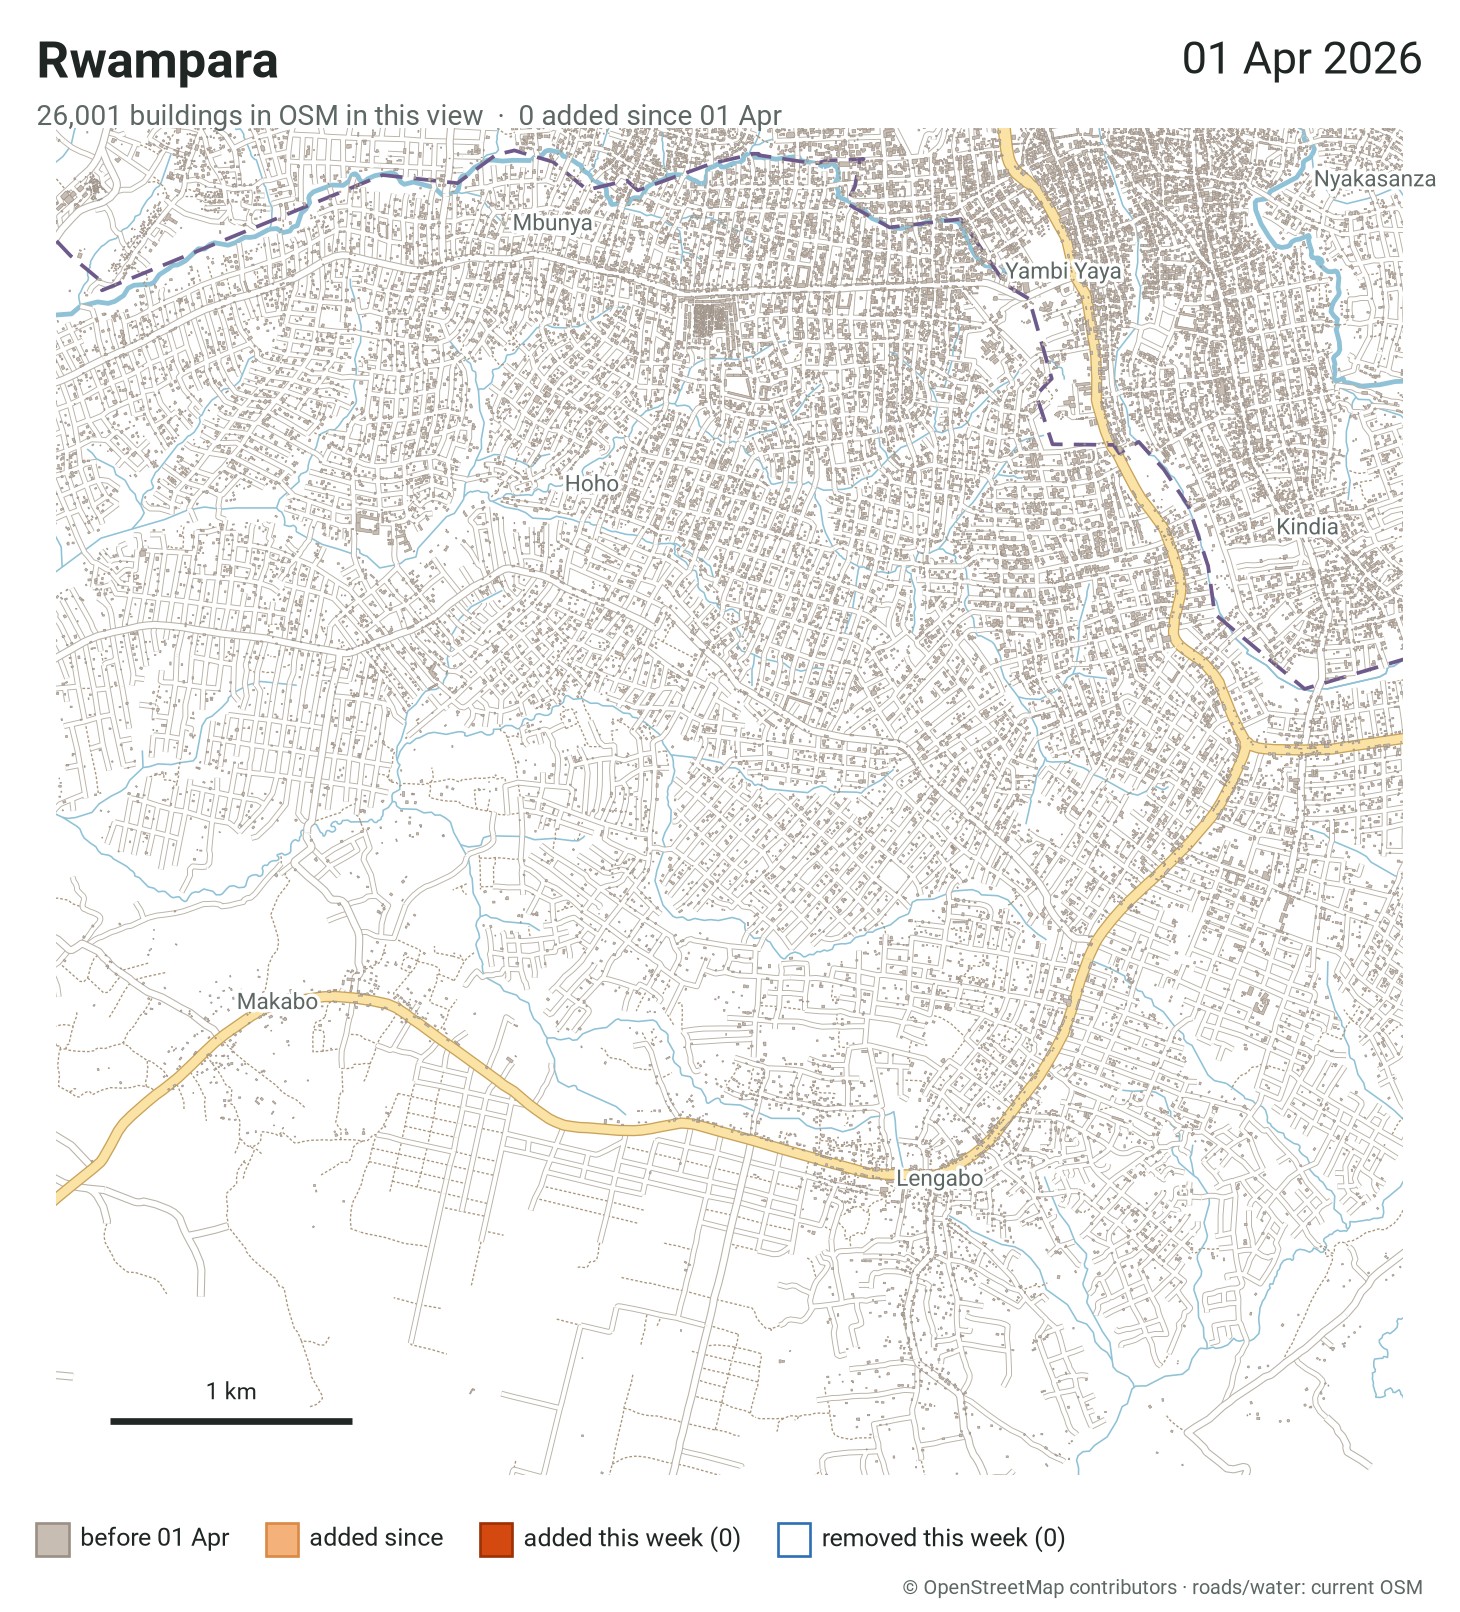 Rwampara
01 Apr 2026
26,001 buildings in OSM in this view · 0 added since 01 Apr
Nyakasanza
Mbunya
Yambi Yaya
Hoho
Kindia
Makabo
Lengabo
1 km
before 01 Apr
added since
added this week (0)
removed this week (0)
© OpenStreetMap contributors · roads/water: current OSM